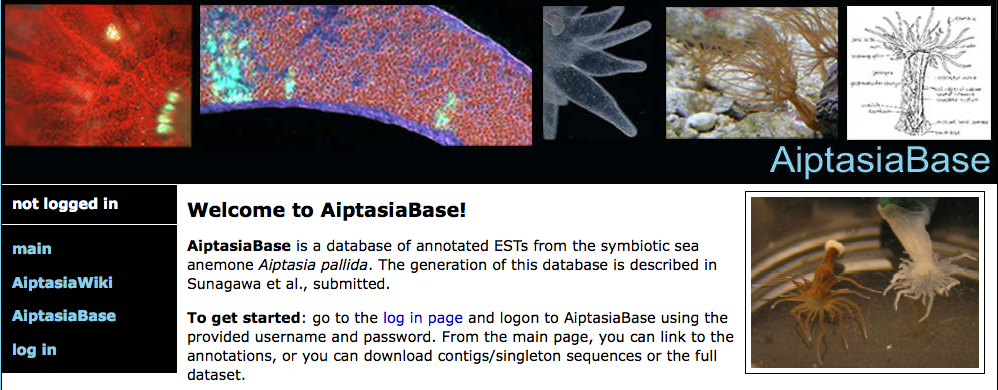 AiptasiaBase
not logged in
main
AiptasiaWiki
AiptasiaBase
log in
Welcome to AiptasiaBase!
AiptasiaBase is a database of annotated ESTs from the symbiotic sea
anemone Aiptasia pallida. The generation of this database is described in
Sunagawa et al., submitted.
To get started: go to the log in page and logon to AiptasiaBase using the
provided username and password. From the main page, you can link to the
annotations, or you can download contigs/singleton sequences or the full
dataset.